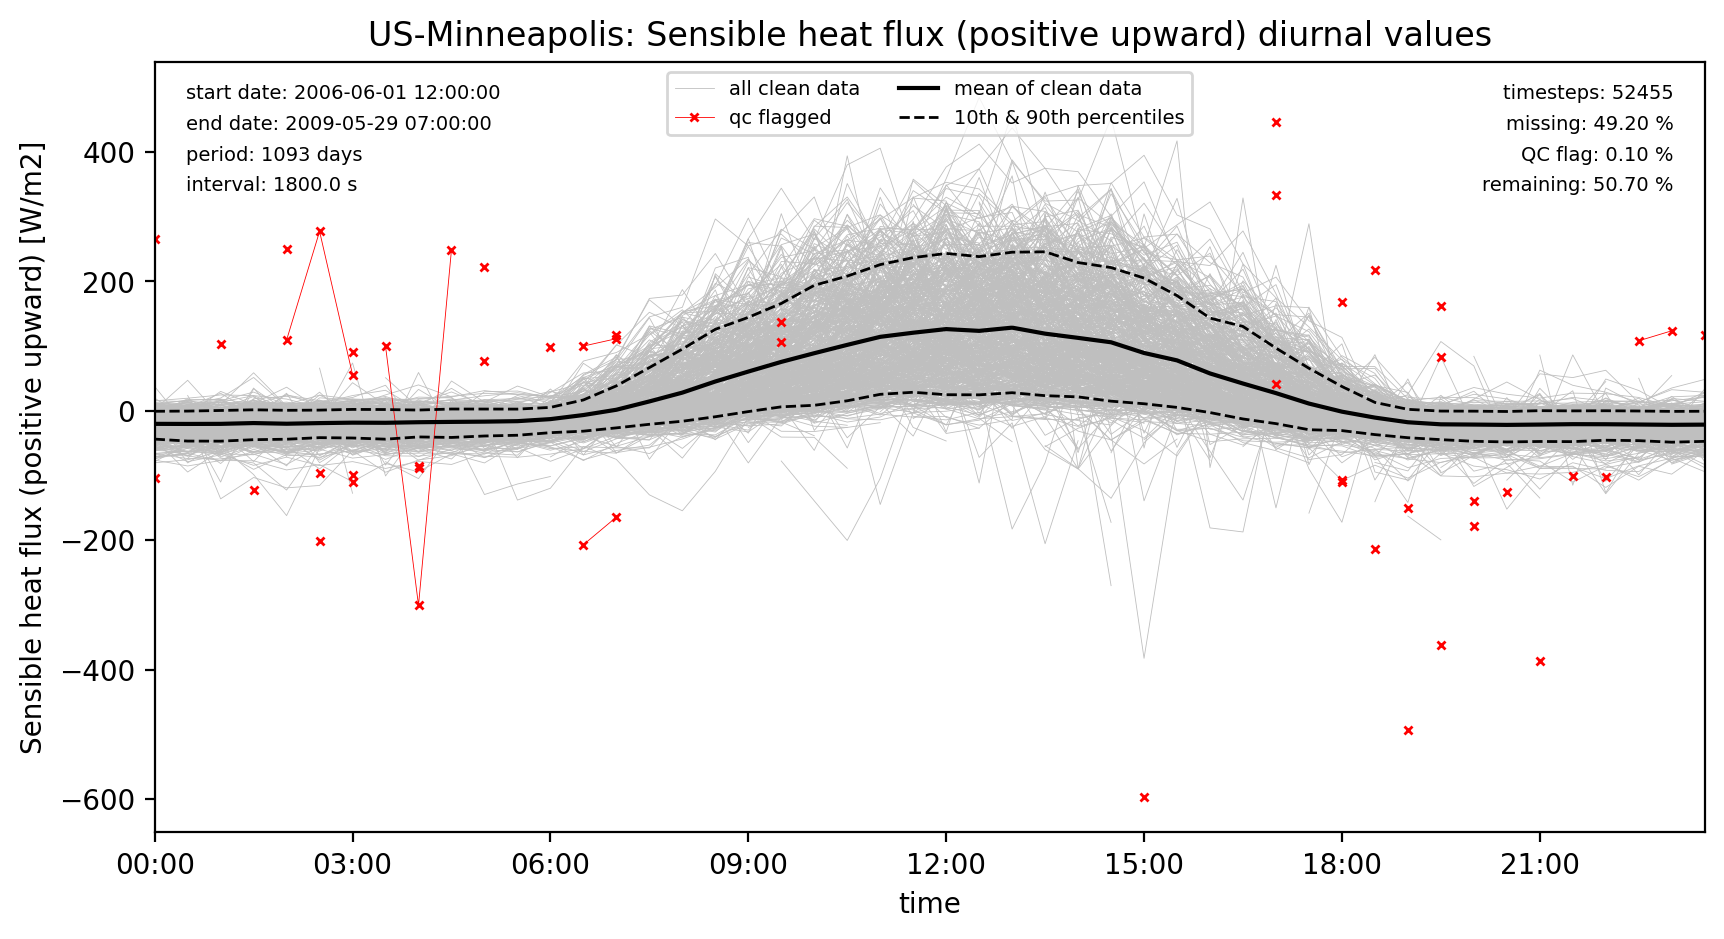 US-Minneapolis: Sensible heat flux (positive upward) diurnal values
start date: 2006-06-01 12:00:00
end date: 2009-05-29 07:00:00
period: 1093 days
interval: 1800.0 s
all clean data
qc flagged
mean of clean data
10th & 90th percentiles
timesteps: 52455
missing: 49.20 %
QC flag: 0.10 %
remaining: 50.70 %
Sensible heat flux (positive upward) [W/m2]
400
200
0
−200
−400
−600
00:00 03:00 06:00 09:00 12:00 15:00 18:00 21:00
time